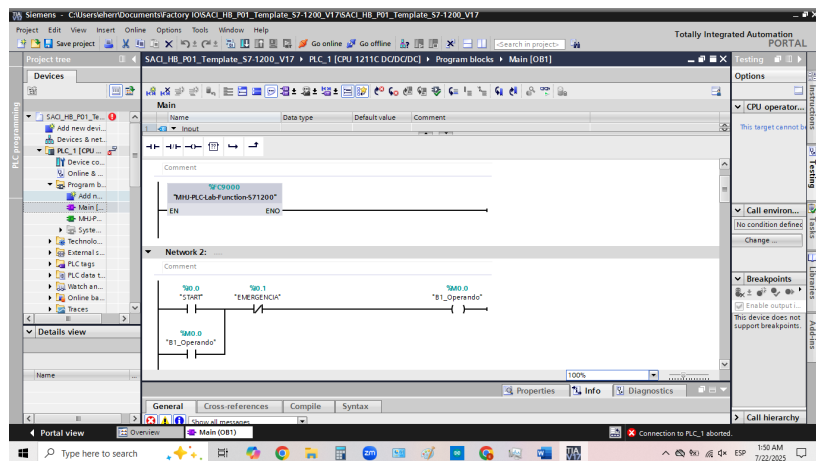 Siemens - C:\Users\eherr\Documents\Factory IO\SACI_HB_P01_Template_S7-1200_V17\SACI_HB_P01_Template_S7-1200_V17
Project Edit View Insert Online Options Tools Window Help
Totally Integrated Automation
PORTAL
Save project
Go online
Go offline
<Search in project>
Project tree
SACI_HB_P01_Template_S7-1200_V17 PLC_1 [CPU 1211C DC/DC/DC] Program blocks Main [OB1]
Testing
Devices
Options
PLC programming
SACI_HB_P01_Te...
Add new devi...
Devices & net...
PLC_1 [CPU ...
Device co...
Online & ...
Program b...
Add n...
Main [...
MHJ-P...
Syste...
Technolo...
External s...
PLC tags
PLC data t...
Watch an...
Online ba...
Traces
Details view
Name
Main
Name Data type Default value Comment
1 Input
Comment
%FC9000
"MHJ-PLC-Lab-Function-S71200"
EN ENO
Network 2: .....
Comment
%I0.0 %I0.1 %M0.0
"START" "EMERGENCIA" "B1_Operando"
%M0.0
"B1_Operando"
100%
Properties Info Diagnostics
General Cross-references Compile Syntax
Show all messages
CPU operator...
This target cannot b
Call environ...
No condition defined
Change ...
Breakpoints
Enable output i...
This device does not
support breakpoints.
Call hierarchy
Instructions
Testing
Tasks
Libraries
Add-ins
Portal view Overview Main (OB1) Connection to PLC_1 aborted.
Type here to search
zoom
ESP
1:50 AM
7/22/2025